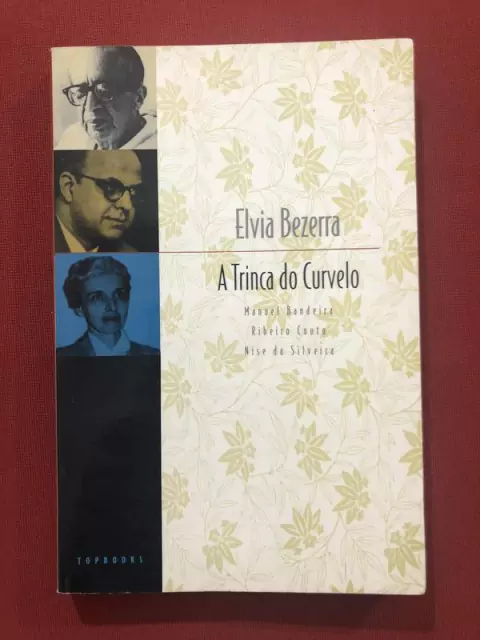 Elvia Bezerra
A Trinca do Curvelo
Manuel Bandeira
Ribeiro Couto
Nise da Silveira
TOPBOOKS